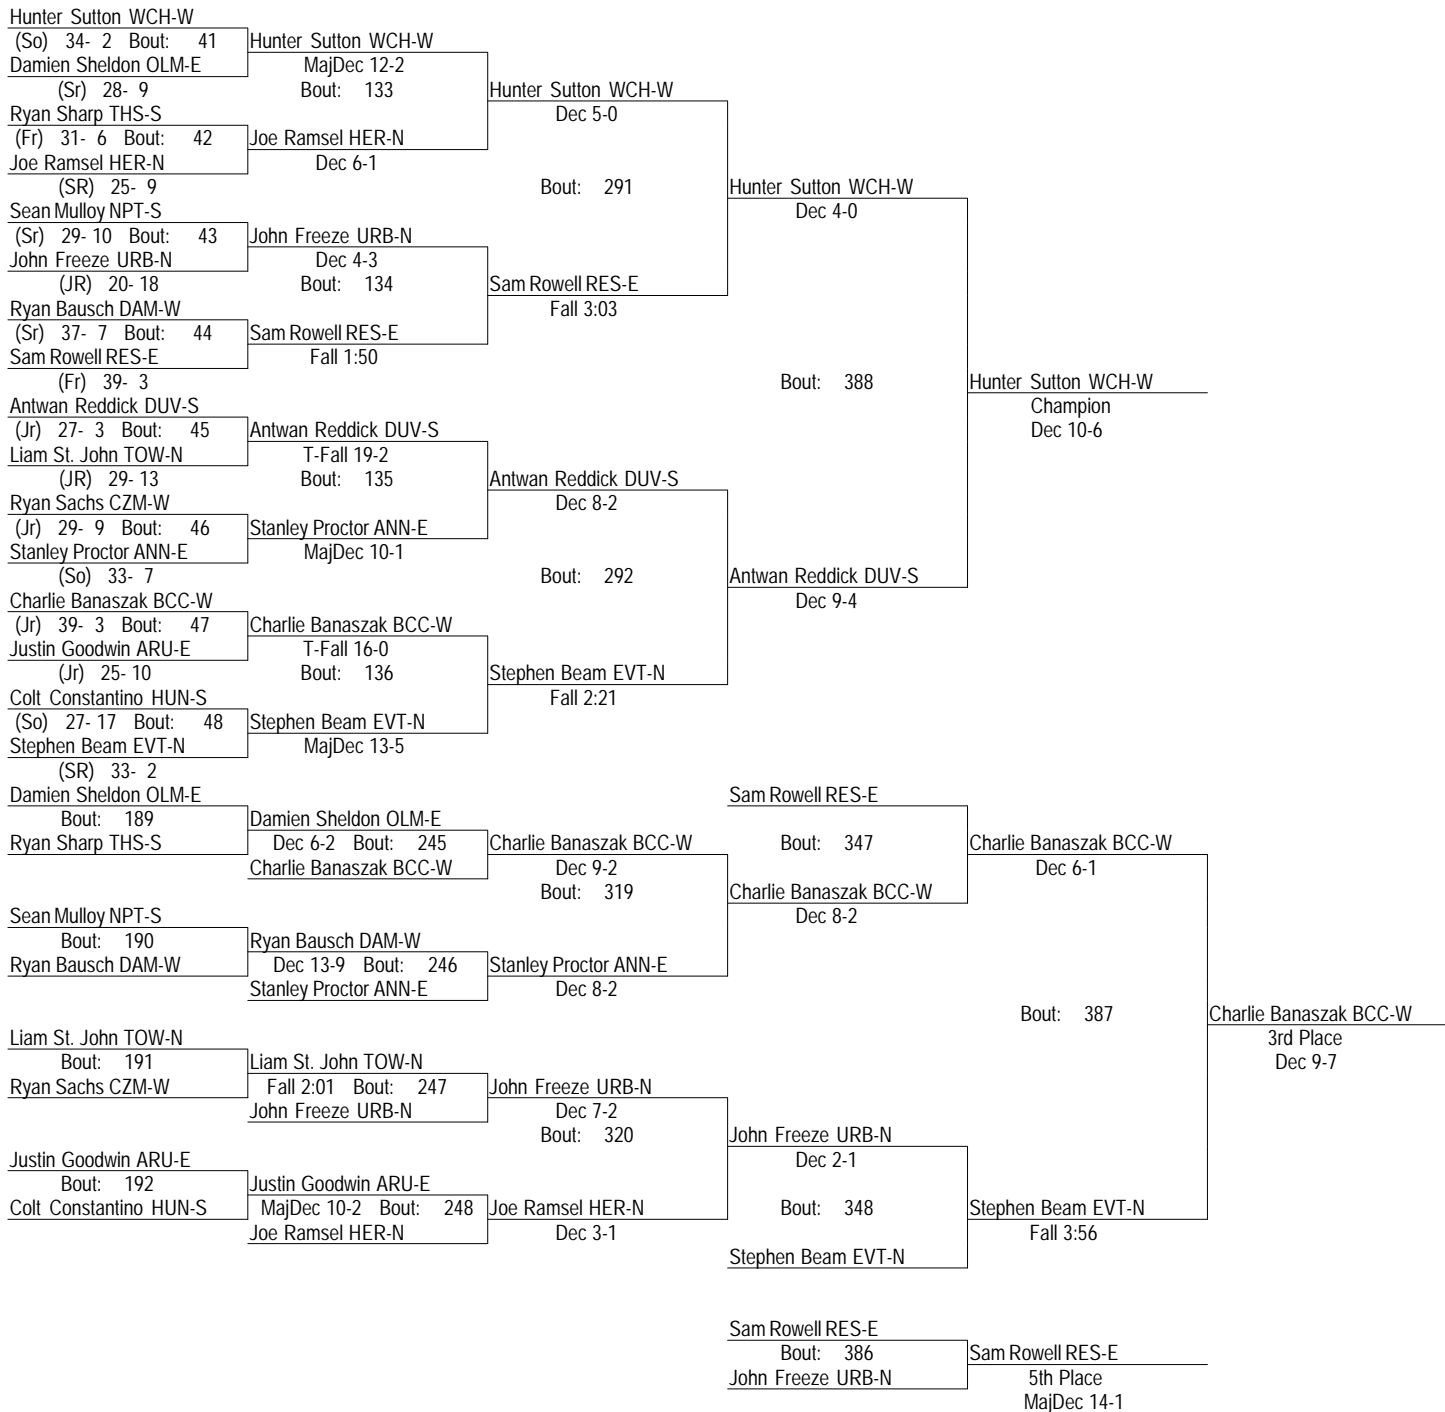 Hunter Sutton WCH-W
(So) 34- 2 Bout: 41 Hunter Sutton WCH-W
Damien Sheldon OLM-E MajDec 12-2
(Sr) 28- 9 Bout: 133 Hunter Sutton WCH-W
Ryan Sharp THS-S Dec 5-0
(Fr) 31- 6 Bout: 42 Joe Ramsel HER-N
Joe Ramsel HER-N Dec 6-1
(SR) 25- 9 Bout: 291 Hunter Sutton WCH-W
Sean Mulloy NPT-S Dec 4-0
(Sr) 29- 10 Bout: 43 John Freeze URB-N
John Freeze URB-N Dec 4-3
(JR) 20- 18 Bout: 134 Sam Rowell RES-E
Ryan Bausch DAM-W Fall 3:03
(Sr) 37- 7 Bout: 44 Sam Rowell RES-E
Sam Rowell RES-E Fall 1:50
(Fr) 39- 3 Bout: 388 Hunter Sutton WCH-W
Antwan Reddick DUV-S Champion
(Jr) 27- 3 Bout: 45 Antwan Reddick DUV-S Dec 10-6
Liam St. John TOW-N T-Fall 19-2
(JR) 29- 13 Bout: 135 Antwan Reddick DUV-S
Ryan Sachs CZM-W Dec 8-2
(Jr) 29- 9 Bout: 46 Stanley Proctor ANN-E
Stanley Proctor ANN-E MajDec 10-1
(So) 33- 7 Bout: 292 Antwan Reddick DUV-S
Charlie Banaszak BCC-W Dec 9-4
(Jr) 39- 3 Bout: 47 Charlie Banaszak BCC-W
Justin Goodwin ARU-E T-Fall 16-0
(Jr) 25- 10 Bout: 136 Stephen Beam EVT-N
Colt Constantino HUN-S Fall 2:21
(So) 27- 17 Bout: 48 Stephen Beam EVT-N
Stephen Beam EVT-N MajDec 13-5
(SR) 33- 2
Damien Sheldon OLM-E Sam Rowell RES-E
Bout: 189 Damien Sheldon OLM-E
Ryan Sharp THS-S Dec 6-2 Bout: 245 Charlie Banaszak BCC-W Bout: 347 Charlie Banaszak BCC-W
Charlie Banaszak BCC-W Dec 9-2 Dec 6-1
Bout: 319 Charlie Banaszak BCC-W
Sean Mulloy NPT-S Dec 8-2
Bout: 190 Ryan Bausch DAM-W
Ryan Bausch DAM-W Dec 13-9 Bout: 246 Stanley Proctor ANN-E
Stanley Proctor ANN-E Dec 8-2
Bout: 387 Charlie Banaszak BCC-W
Liam St. John TOW-N 3rd Place
Bout: 191 Liam St. John TOW-N Dec 9-7
Ryan Sachs CZM-W Fall 2:01 Bout: 247 John Freeze URB-N
John Freeze URB-N Dec 7-2
Bout: 320 John Freeze URB-N
Justin Goodwin ARU-E Dec 2-1
Bout: 192 Justin Goodwin ARU-E
Colt Constantino HUN-S MajDec 10-2 Bout: 248 Joe Ramsel HER-N Bout: 348 Stephen Beam EVT-N
Joe Ramsel HER-N Dec 3-1 Fall 3:56
Stephen Beam EVT-N
Sam Rowell RES-E
Bout: 386 Sam Rowell RES-E
John Freeze URB-N 5th Place
MajDec 14-1